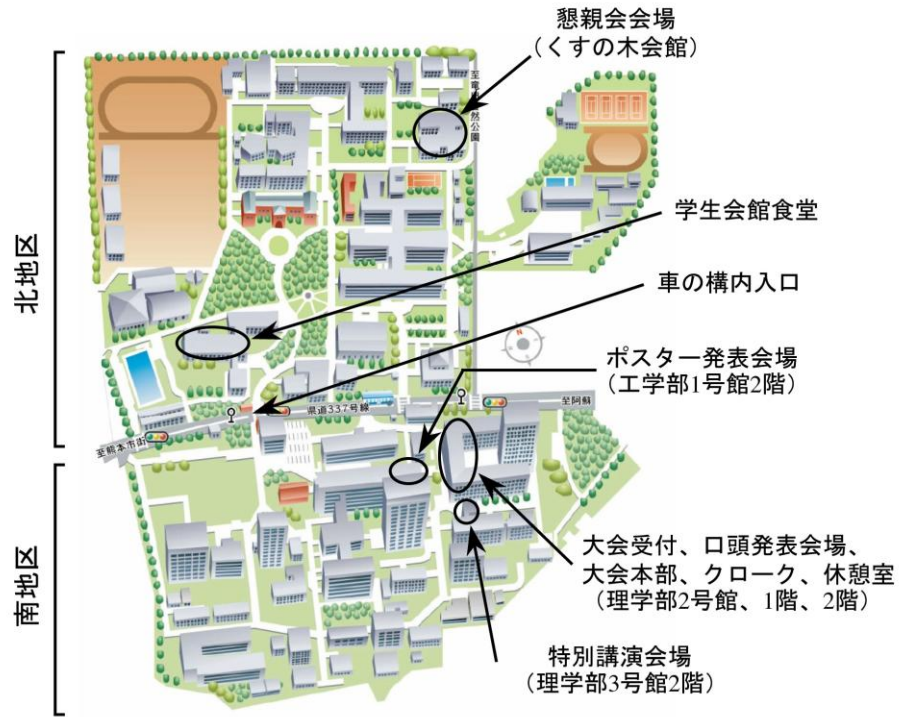 懇親会会場
（くすの木会館）
学生会館食堂
車の構内入口
ポスター発表会場
（工学部1号館2階）
北地区
N
県道337号線
至阿蘇
至熊本市街
南地区
大会受付、口頭発表会場、
大会本部、クローク、休憩室
（理学部2号館、1階、2階）
特別講演会場
（理学部3号館2階）